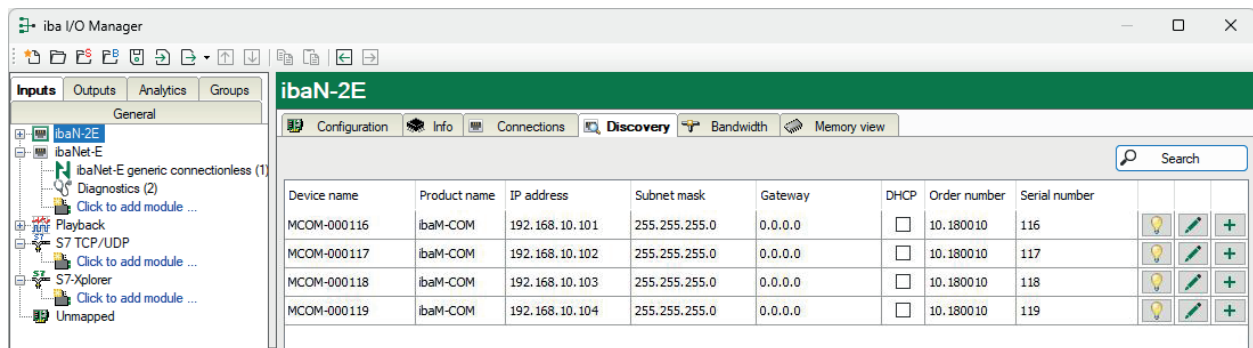 iba I/O Manager
Inputs Outputs Analytics Groups
General
ibaN-2E
ibaNet-E
ibaNet-E generic connectionless (1)
Diagnostics (2)
Click to add module ...
Playback
S7 TCP/UDP
Click to add module ...
S7-Xplorer
Click to add module ...
Unmapped
ibaN-2E
Configuration Info Connections Discovery Bandwidth Memory view
Search
Device name Product name IP address Subnet mask Gateway DHCP Order number Serial number
MCOM-000116 ibaM-COM 192.168.10.101 255.255.255.0 0.0.0.0 10.180010 116
MCOM-000117 ibaM-COM 192.168.10.102 255.255.255.0 0.0.0.0 10.180010 117
MCOM-000118 ibaM-COM 192.168.10.103 255.255.255.0 0.0.0.0 10.180010 118
MCOM-000119 ibaM-COM 192.168.10.104 255.255.255.0 0.0.0.0 10.180010 119